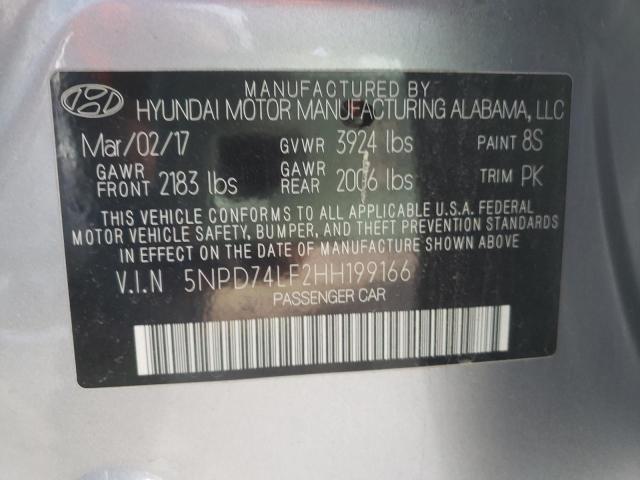 MANUFACTURED BY
HYUNDAI MOTOR MANUFACTURING ALABAMA, LLC
Mar/02/17 GVWR 3924 lbs PAINT 8S
GAWR FRONT 2183 lbs GAWR REAR 2006 lbs TRIM PK
THIS VEHICLE CONFORMS TO ALL APPLICABLE U.S.A. FEDERAL
MOTOR VEHICLE SAFETY, BUMPER, AND THEFT PREVENTION STANDARDS
IN EFFECT ON THE DATE OF MANUFACTURE SHOWN ABOVE.
V.I.N 5NPD74LF2HH199166
PASSENGER CAR